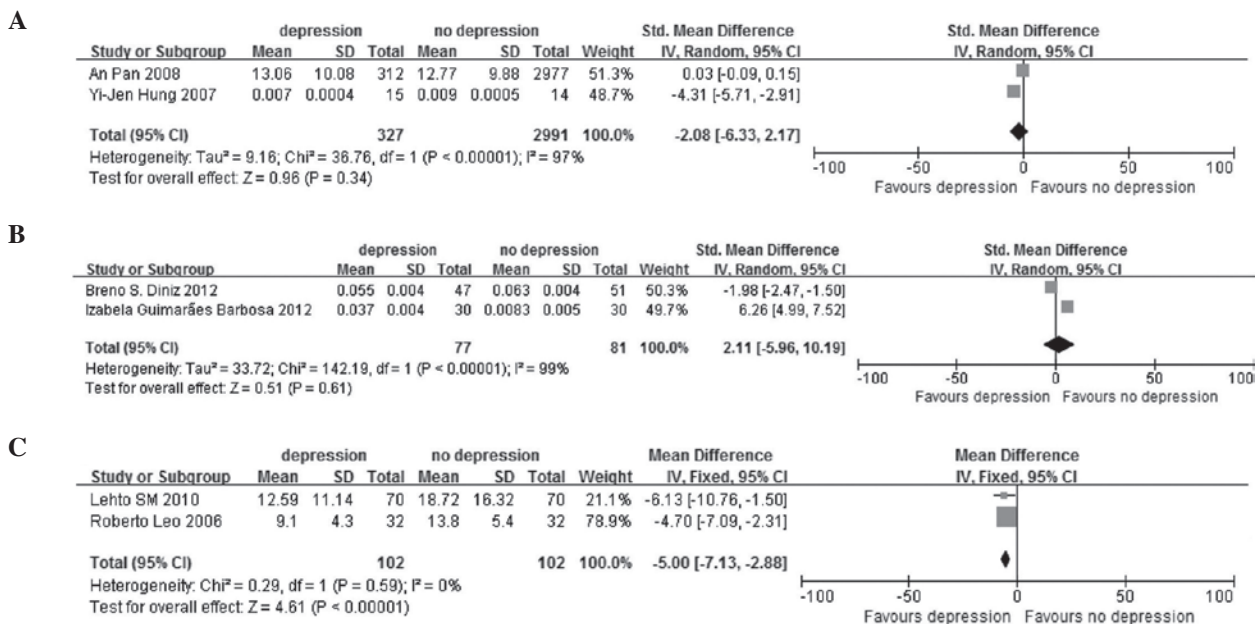 A
depression no depression Std. Mean Difference Std. Mean Difference
Study or Subgroup Mean SD Total Mean SD Total Weight IV, Random, 95% CI IV, Random, 95% CI
An Pan 2008 13.06 10.08 312 12.77 9.88 2977 51.3% 0.03 [-0.09, 0.15]
Yi-Jen Hung 2007 0.007 0.0004 15 0.009 0.0005 14 48.7% -4.31 [-5.71, -2.91]
Total (95% CI) 327 2991 100.0% -2.08 [-6.33, 2.17]
Heterogeneity: Tau² = 9.16; Chi² = 36.76, df = 1 (P < 0.00001); I² = 97%
Test for overall effect: Z = 0.96 (P = 0.34)
-100 -50 0 50 100
Favours depression Favours no depression
B
depression no depression Std. Mean Difference Std. Mean Difference
Study or Subgroup Mean SD Total Mean SD Total Weight IV, Random, 95% CI IV, Random, 95% CI
Breno S. Diniz 2012 0.055 0.004 47 0.063 0.004 51 50.3% -1.98 [-2.47, -1.50]
Izabela Guimarães Barbosa 2012 0.037 0.004 30 0.0083 0.005 30 49.7% 6.26 [4.99, 7.52]
Total (95% CI) 77 81 100.0% 2.11 [-5.96, 10.19]
Heterogeneity: Tau² = 33.72; Chi² = 142.19, df = 1 (P < 0.00001); I² = 99%
Test for overall effect: Z = 0.51 (P = 0.61)
-100 -50 0 50 100
Favours depression Favours no depression
C
depression no depression Mean Difference Mean Difference
Study or Subgroup Mean SD Total Mean SD Total Weight IV, Fixed, 95% CI IV, Fixed, 95% CI
Lehto SM 2010 12.59 11.14 70 18.72 16.32 70 21.1% -6.13 [-10.76, -1.50]
Roberto Leo 2006 9.1 4.3 32 13.8 5.4 32 78.9% -4.70 [-7.09, -2.31]
Total (95% CI) 102 102 100.0% -5.00 [-7.13, -2.88]
Heterogeneity: Chi² = 0.29, df = 1 (P = 0.59); I² = 0%
Test for overall effect: Z = 4.61 (P < 0.00001)
-100 -50 0 50 100
Favours depression Favours no depression